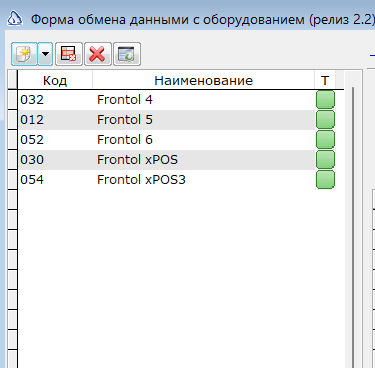 Форма обмена данными с оборудованием (релиз 2.2)
Код Наименование Т
032 Frontol 4
012 Frontol 5
052 Frontol 6
030 Frontol xPOS
054 Frontol xPOS3